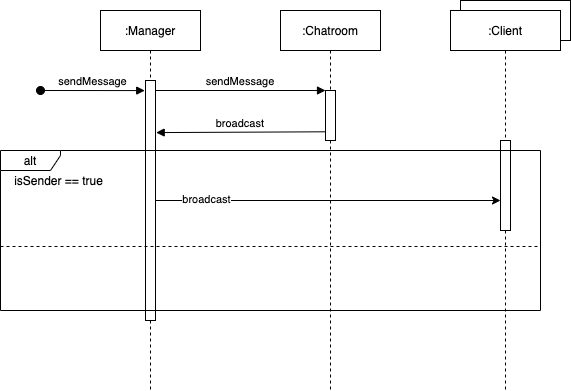 :Manager
:Chatroom
:Client
sendMessage
sendMessage
broadcast
alt
isSender == true
broadcast